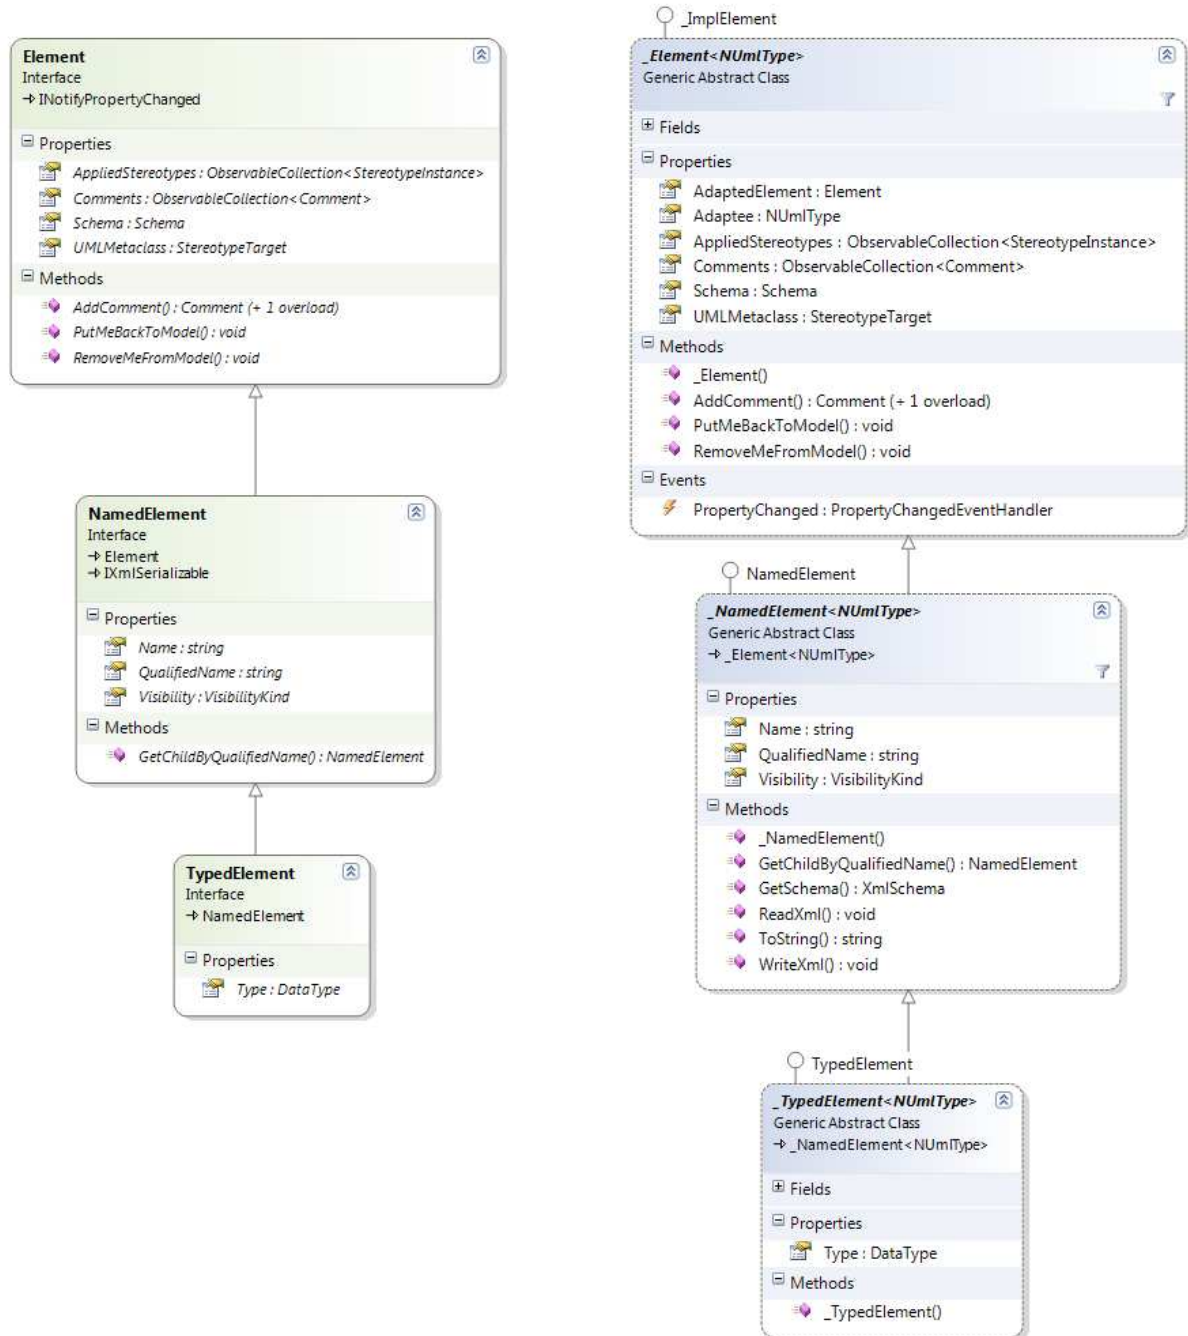 Element
Interface
INotifyPropertyChanged
Properties
AppliedStereotypes : ObservableCollection<StereotypeInstance>
Comments : ObservableCollection<Comment>
Schema : Schema
UMLMetaclass : StereotypeTarget
Methods
AddComment() : Comment (+ 1 overload)
PutMeBackToModel() : void
RemoveMeFromModel() : void
NamedElement
Interface
Element
IXmlSerializable
Properties
Name : string
QualifiedName : string
Visibility : VisibilityKind
Methods
GetChildByQualifiedName() : NamedElement
TypedElement
Interface
NamedElement
Properties
Type : DataType
_ImplElement
_Element<NUmlType>
Generic Abstract Class
Fields
Properties
AdaptedElement : Element
Adaptee : NUmlType
AppliedStereotypes : ObservableCollection<StereotypeInstance>
Comments : ObservableCollection<Comment>
Schema : Schema
UMLMetaclass : StereotypeTarget
Methods
_Element()
AddComment() : Comment (+ 1 overload)
PutMeBackToModel() : void
RemoveMeFromModel() : void
Events
PropertyChanged : PropertyChangedEventHandler
NamedElement
_NamedElement<NUmlType>
Generic Abstract Class
_Element<NUmlType>
Properties
Name : string
QualifiedName : string
Visibility : VisibilityKind
Methods
_NamedElement()
GetChildByQualifiedName() : NamedElement
GetSchema() : XmlSchema
ReadXml() : void
ToString() : string
WriteXml() : void
TypedElement
_TypedElement<NUmlType>
Generic Abstract Class
_NamedElement<NUmlType>
Fields
Properties
Type : DataType
Methods
_TypedElement()